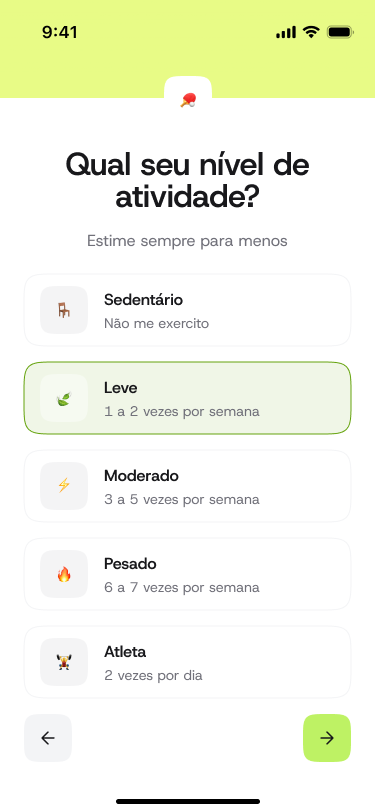 9:41
Qual seu nível de
atividade?
Estime sempre para menos
Sedentário
Não me exercito
Leve
1 a 2 vezes por semana
Moderado
3 a 5 vezes por semana
Pesado
6 a 7 vezes por semana
Atleta
2 vezes por dia